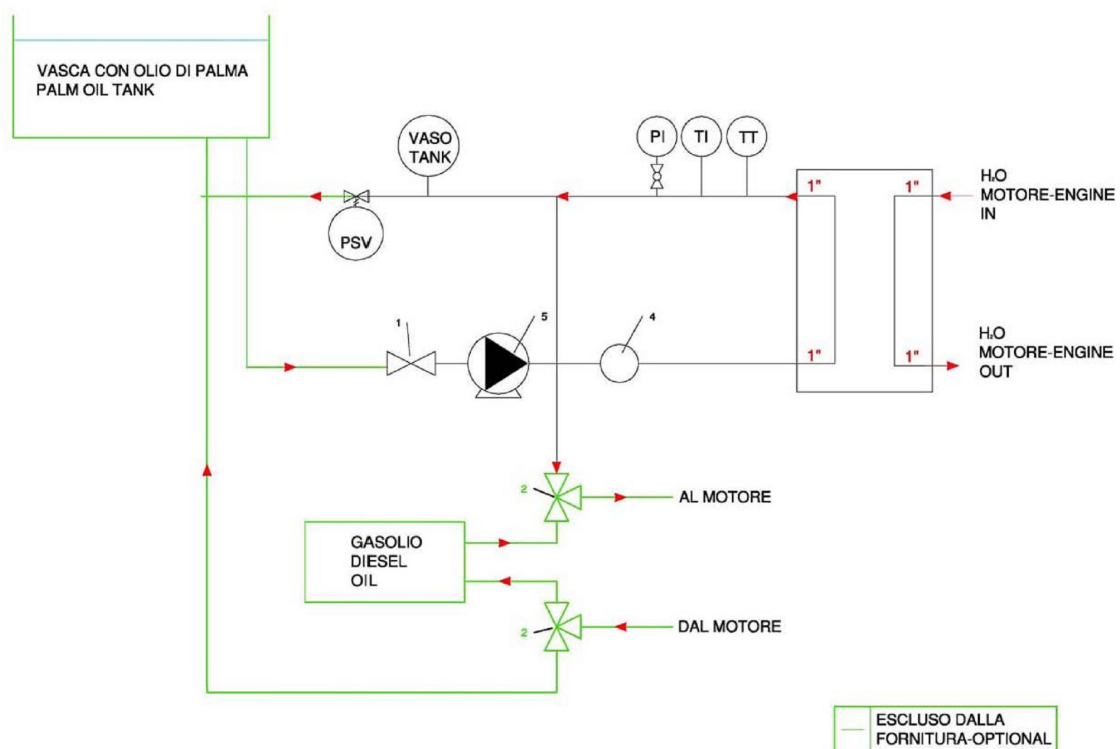 VASCA CON OLIO DI PALMA
PALM OIL TANK
VASO
TANK
PI
TI
TT
PSV
1"
1"
H₂O
MOTORE-ENGINE
IN
1
5
4
1"
1"
H₂O
MOTORE-ENGINE
OUT
2
AL MOTORE
GASOLIO
DIESEL
OIL
2
DAL MOTORE
ESCLUSO DALLA
FORNITURA-OPTIONAL